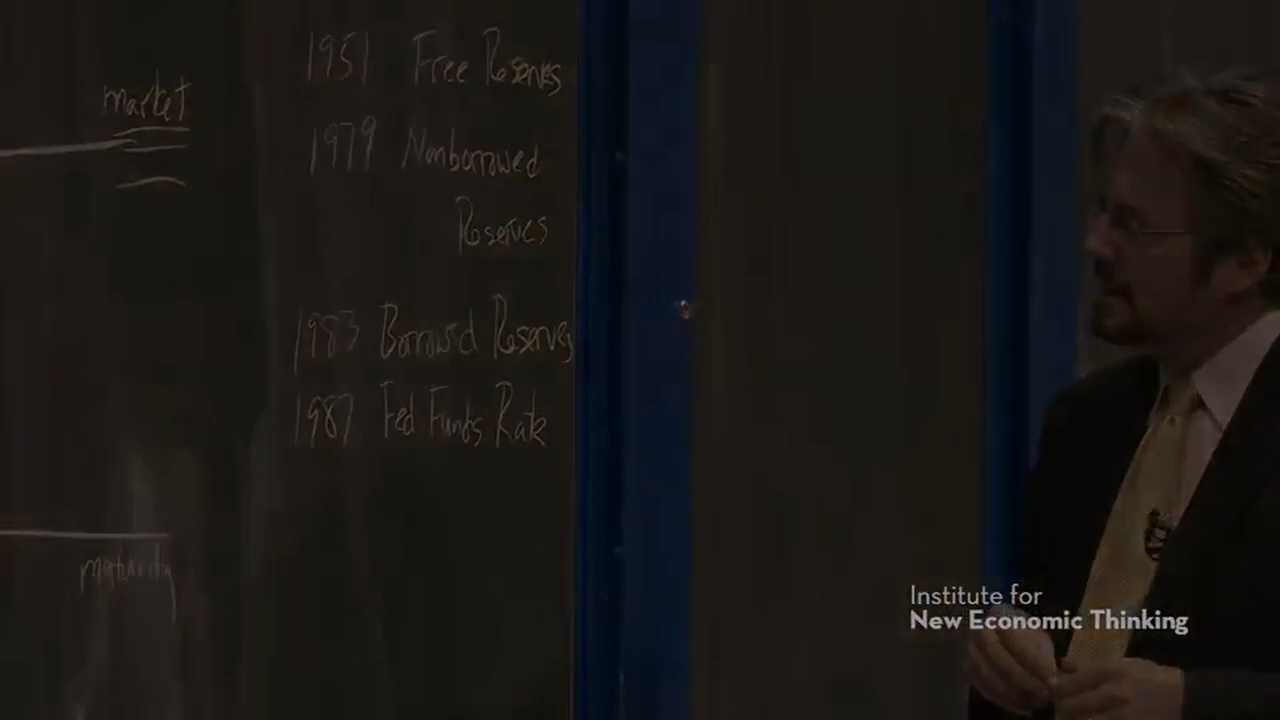 market
1951 Free Reserves
1979 Nonborrowed
Reserves
1983 Borrowed Reserves
1987 Fed Funds Rate
maturity
Institute for
New Economic Thinking